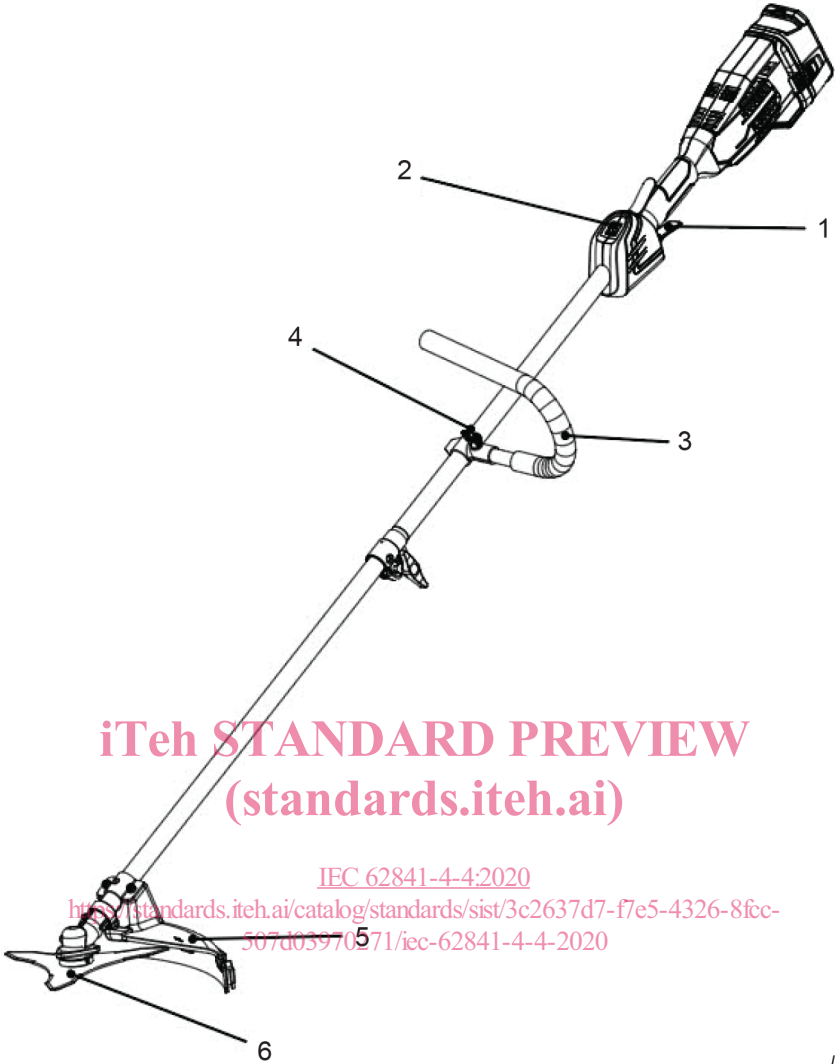 2
1
4
3
iTeh STANDARD PREVIEW
(standards.iteh.ai)
IEC 62841-4-4:2020
https://standards.iteh.ai/catalog/standards/sist/3c2637d7-f7e5-4326-8fcc-
507d03970271/iec-62841-4-4-2020
5
6